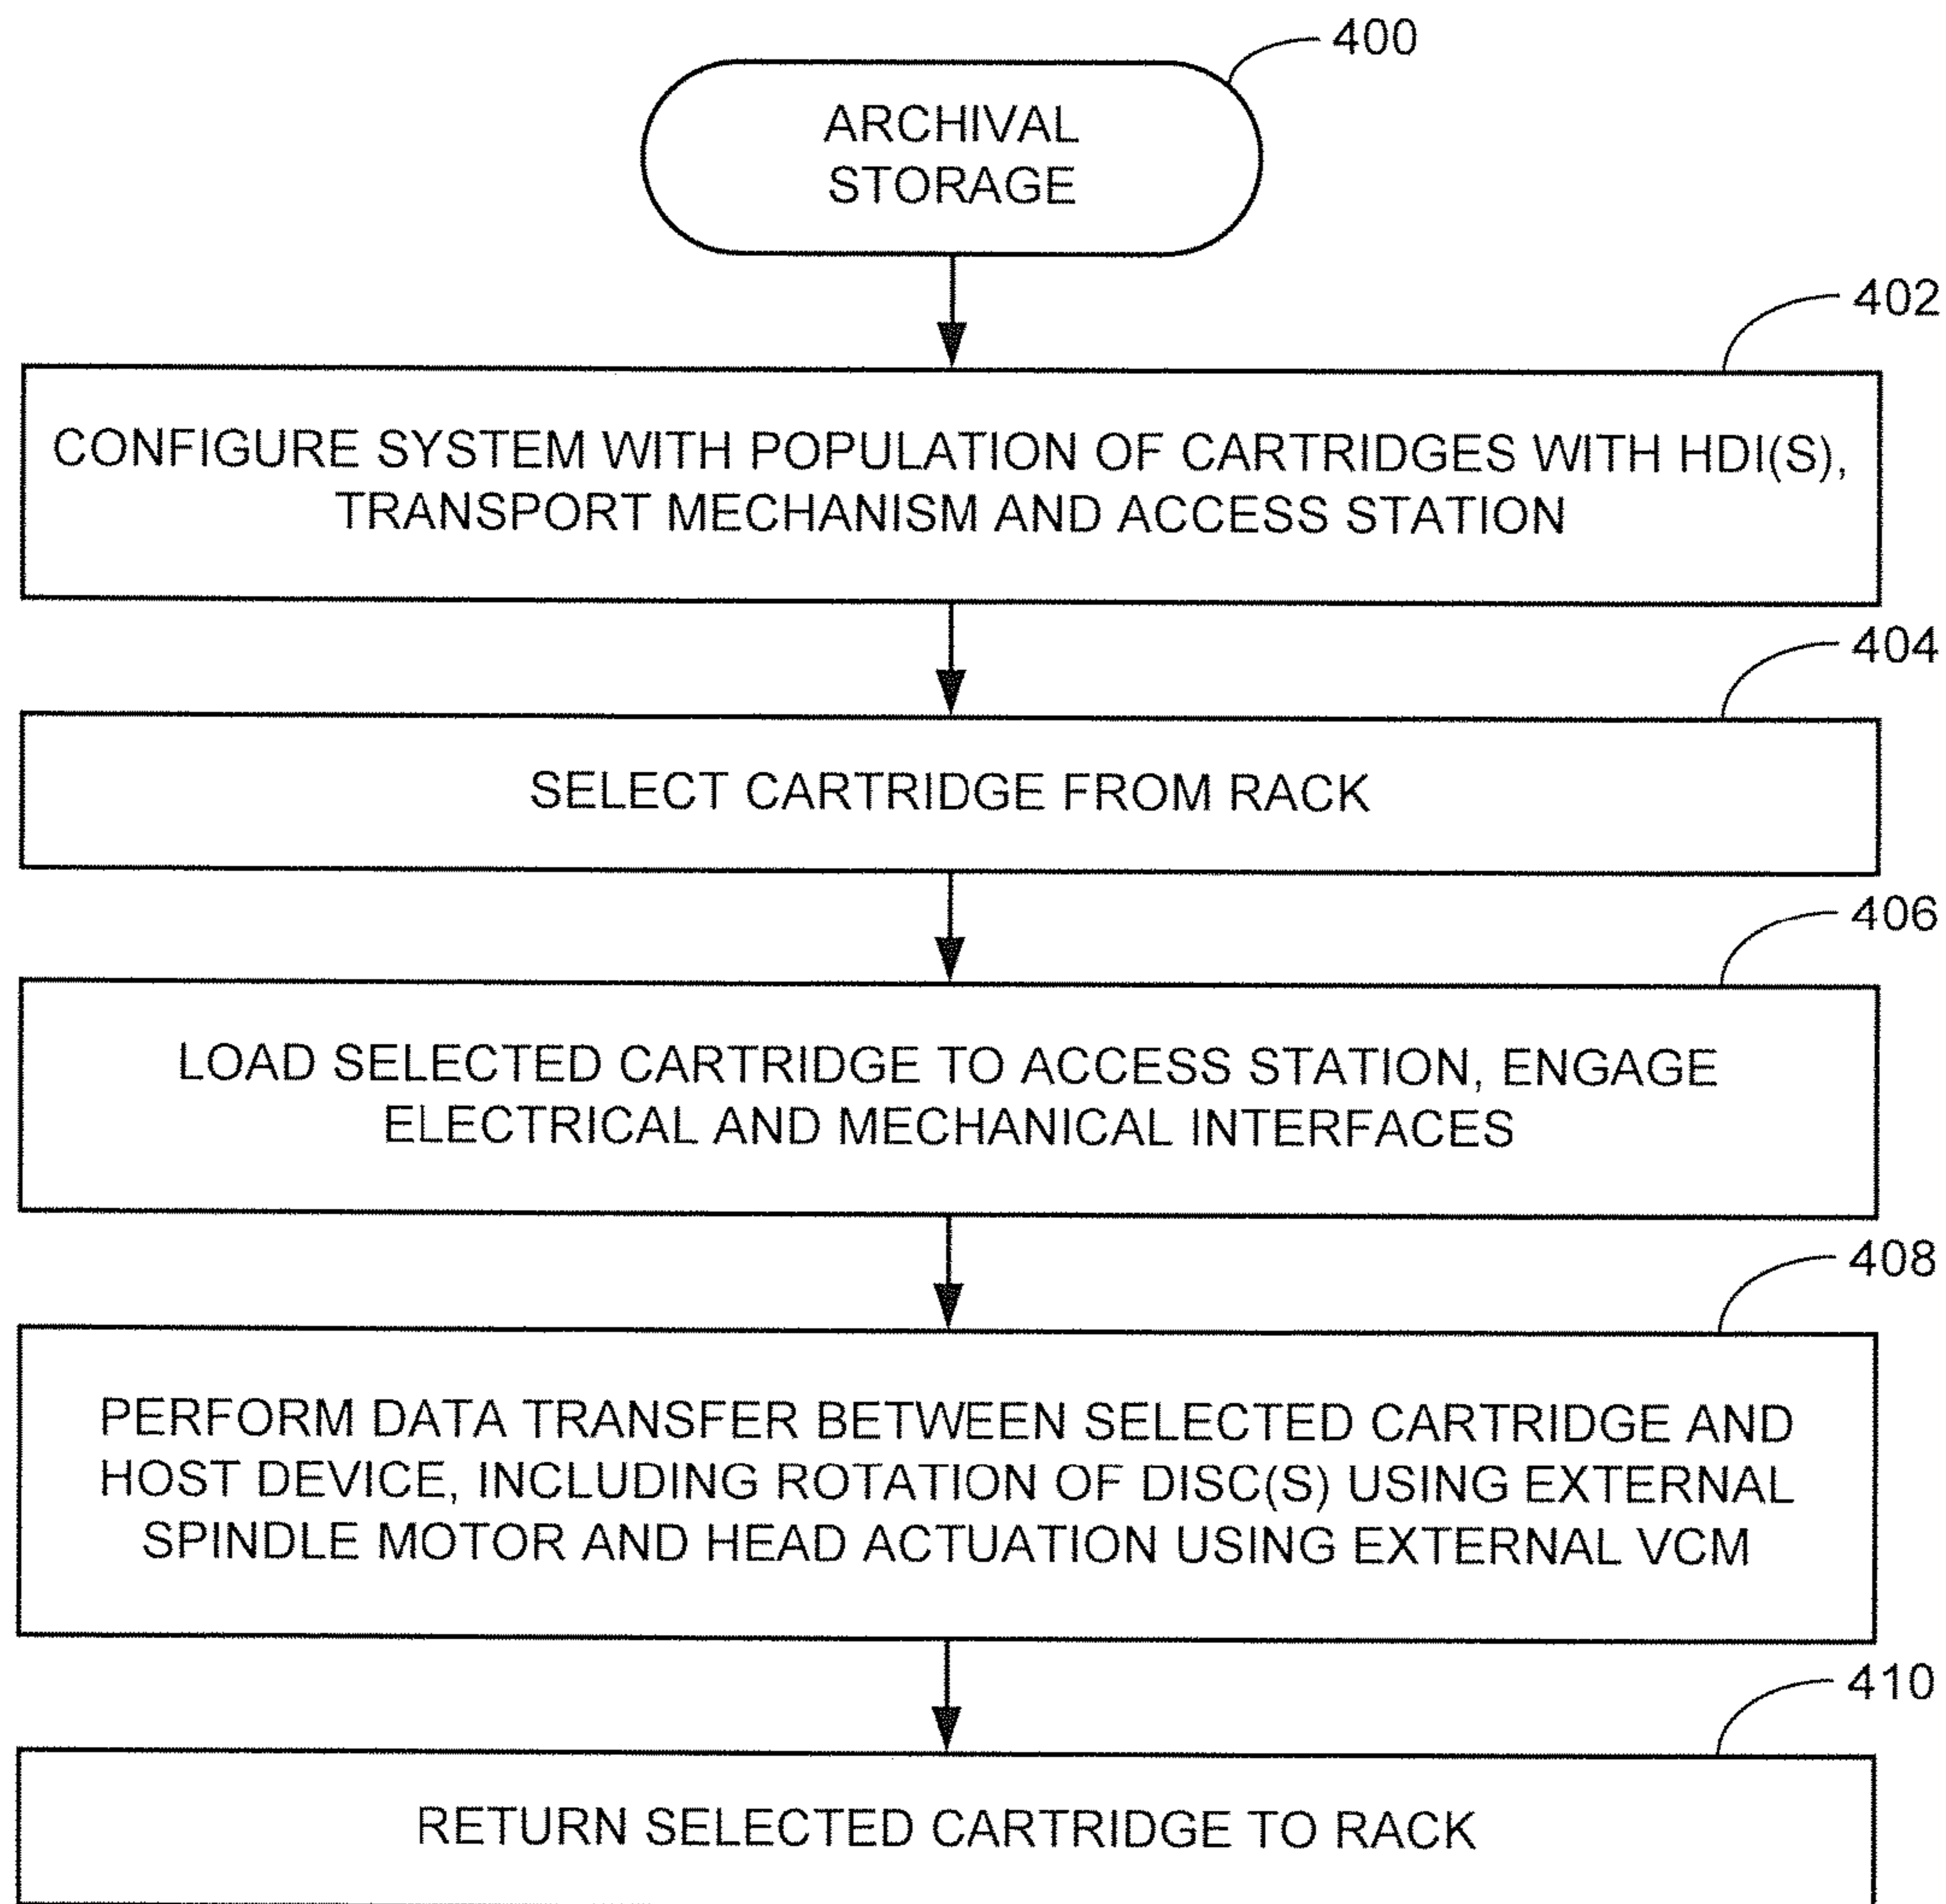 400
ARCHIVAL
STORAGE
402
CONFIGURE SYSTEM WITH POPULATION OF CARTRIDGES WITH HDI(S),
TRANSPORT MECHANISM AND ACCESS STATION
404
SELECT CARTRIDGE FROM RACK
406
LOAD SELECTED CARTRIDGE TO ACCESS STATION, ENGAGE
ELECTRICAL AND MECHANICAL INTERFACES
408
PERFORM DATA TRANSFER BETWEEN SELECTED CARTRIDGE AND
HOST DEVICE, INCLUDING ROTATION OF DISC(S) USING EXTERNAL
SPINDLE MOTOR AND HEAD ACTUATION USING EXTERNAL VCM
410
RETURN SELECTED CARTRIDGE TO RACK